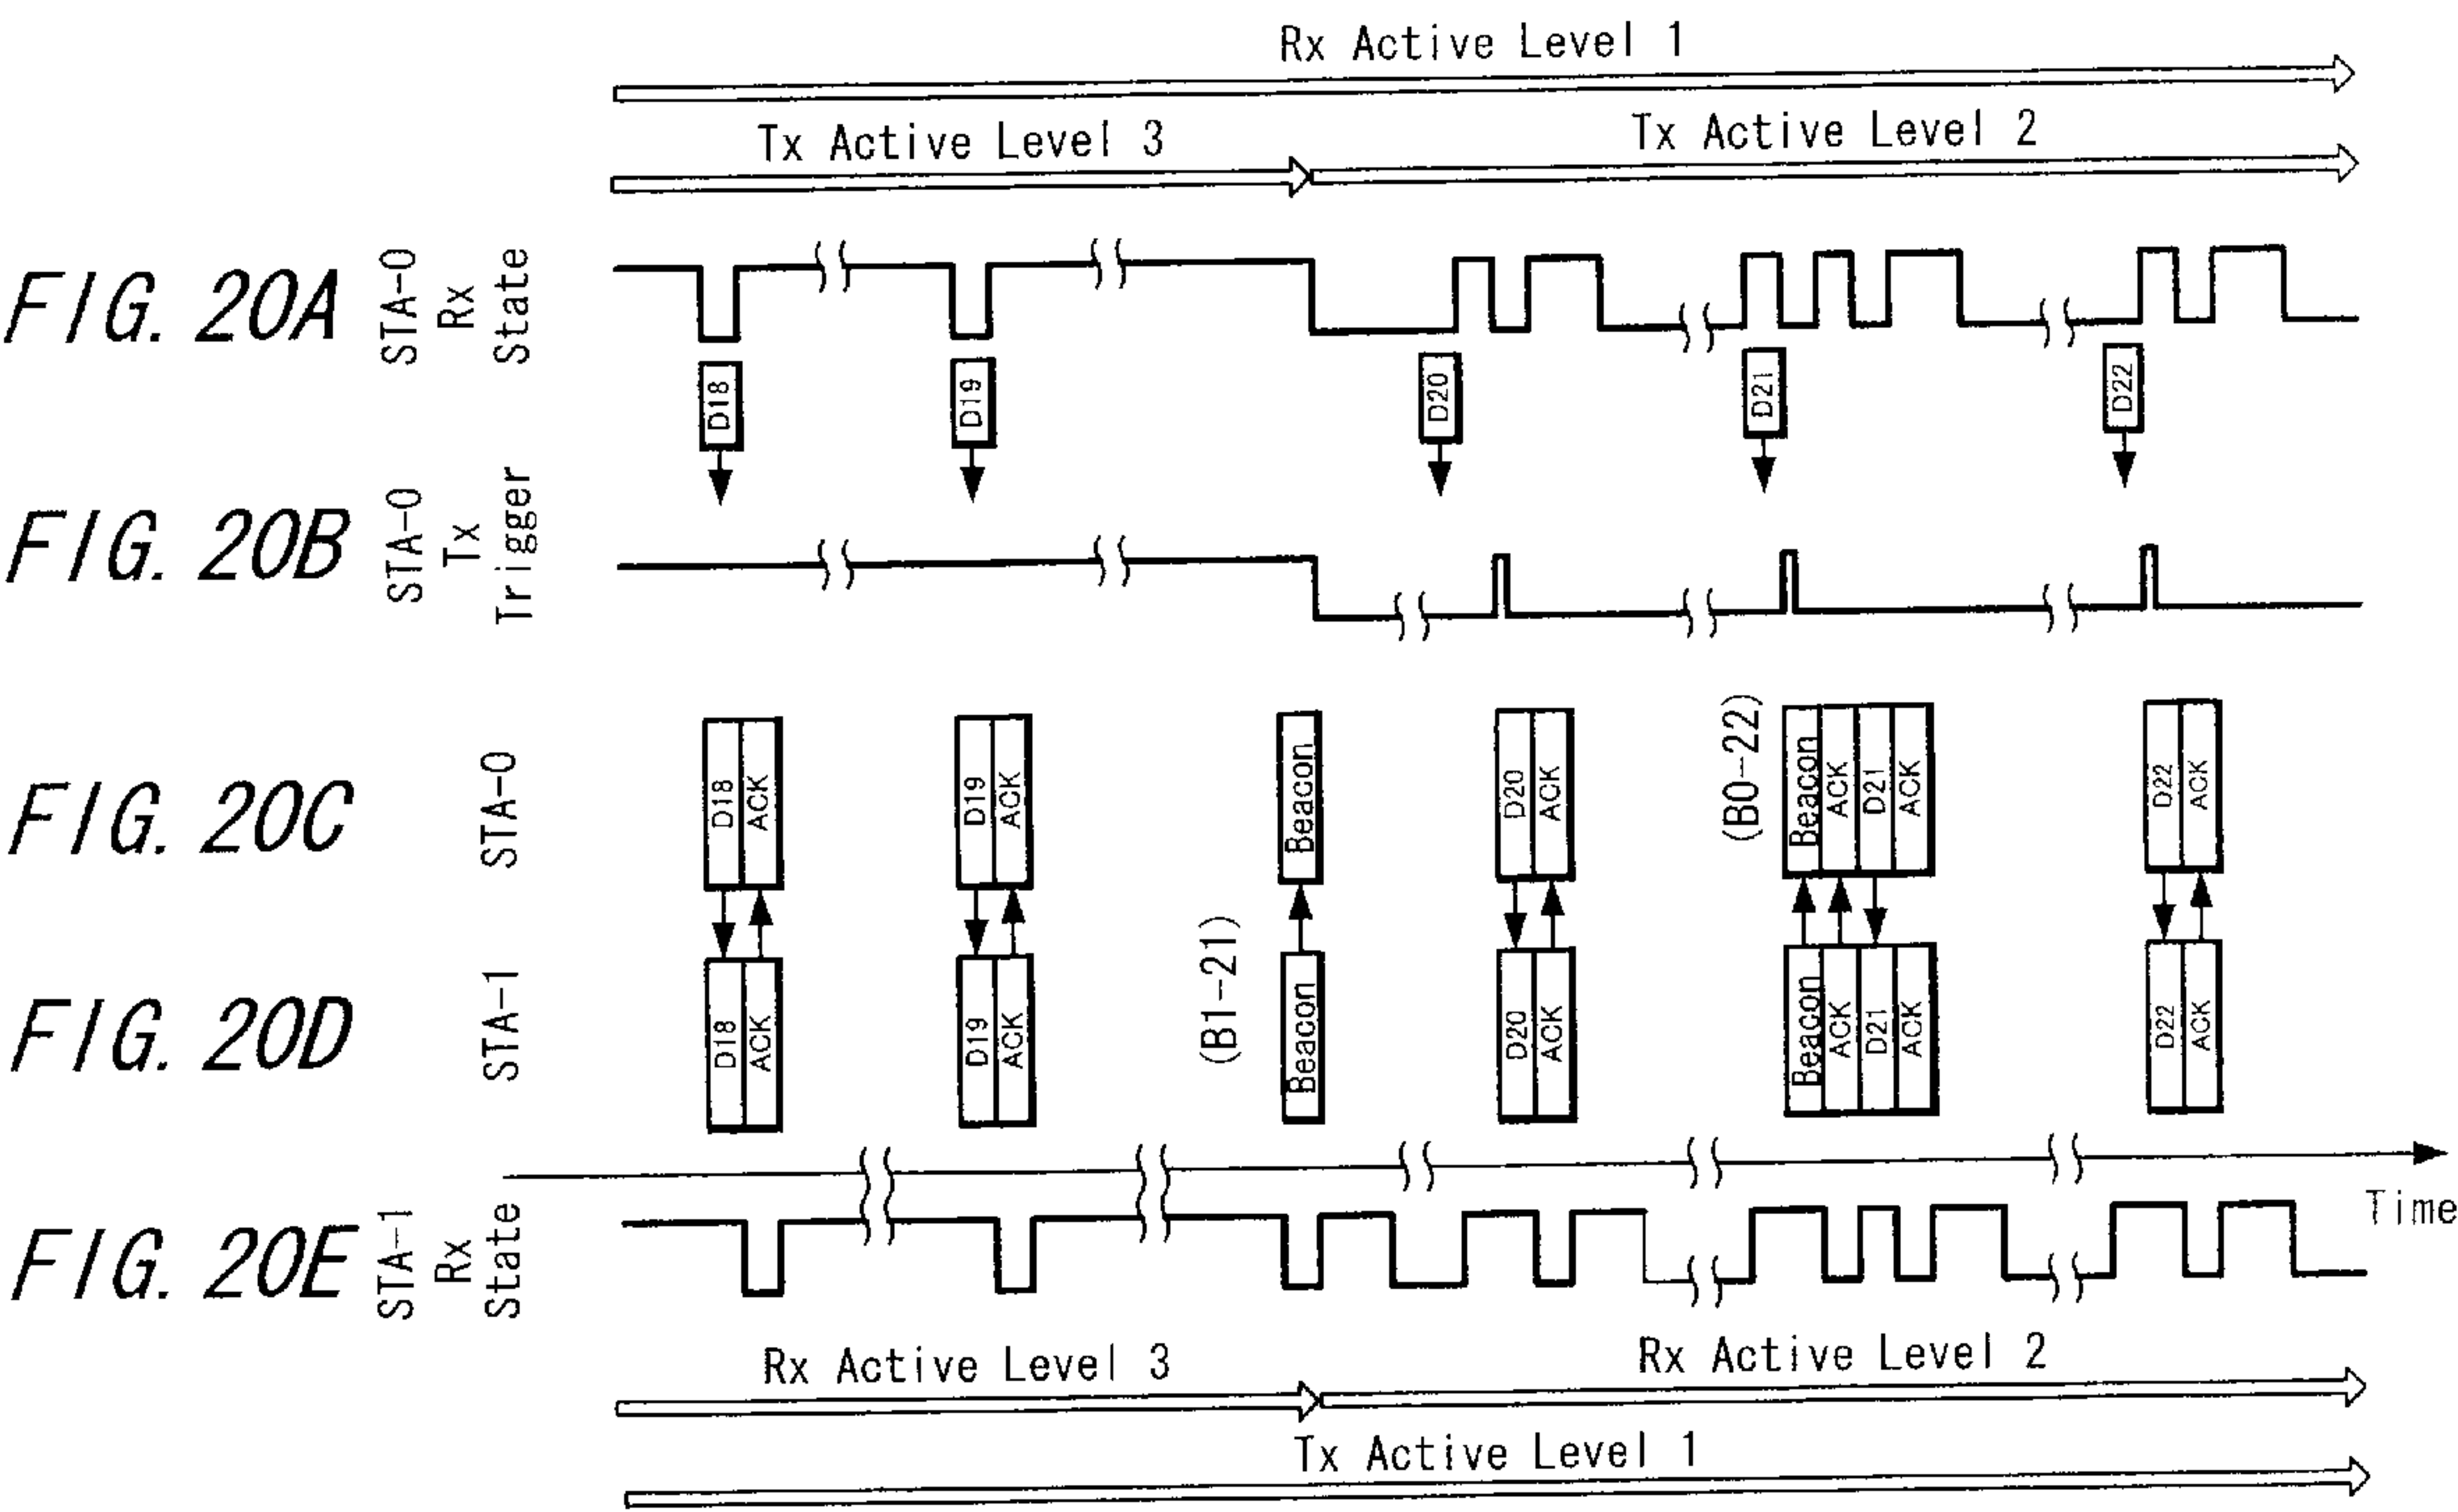 Rx Active Level 1
Tx Active Level 3
Tx Active Level 2
FIG. 20A
STA-0
Rx
State
D18
D19
D20
D21
D22
FIG. 20B
STA-0
Tx
Trigger
FIG. 20C
STA-0
D18
ACK
D19
ACK
Beacon
D20
ACK
(B0-22)
Beacon
ACK
D21
ACK
D22
ACK
FIG. 20D
STA-1
D18
ACK
D19
ACK
(B1-21)
Beacon
D20
ACK
Beacon
ACK
D21
ACK
D22
ACK
Time
FIG. 20E
STA-1
Rx
State
Rx Active Level 3
Rx Active Level 2
Tx Active Level 1